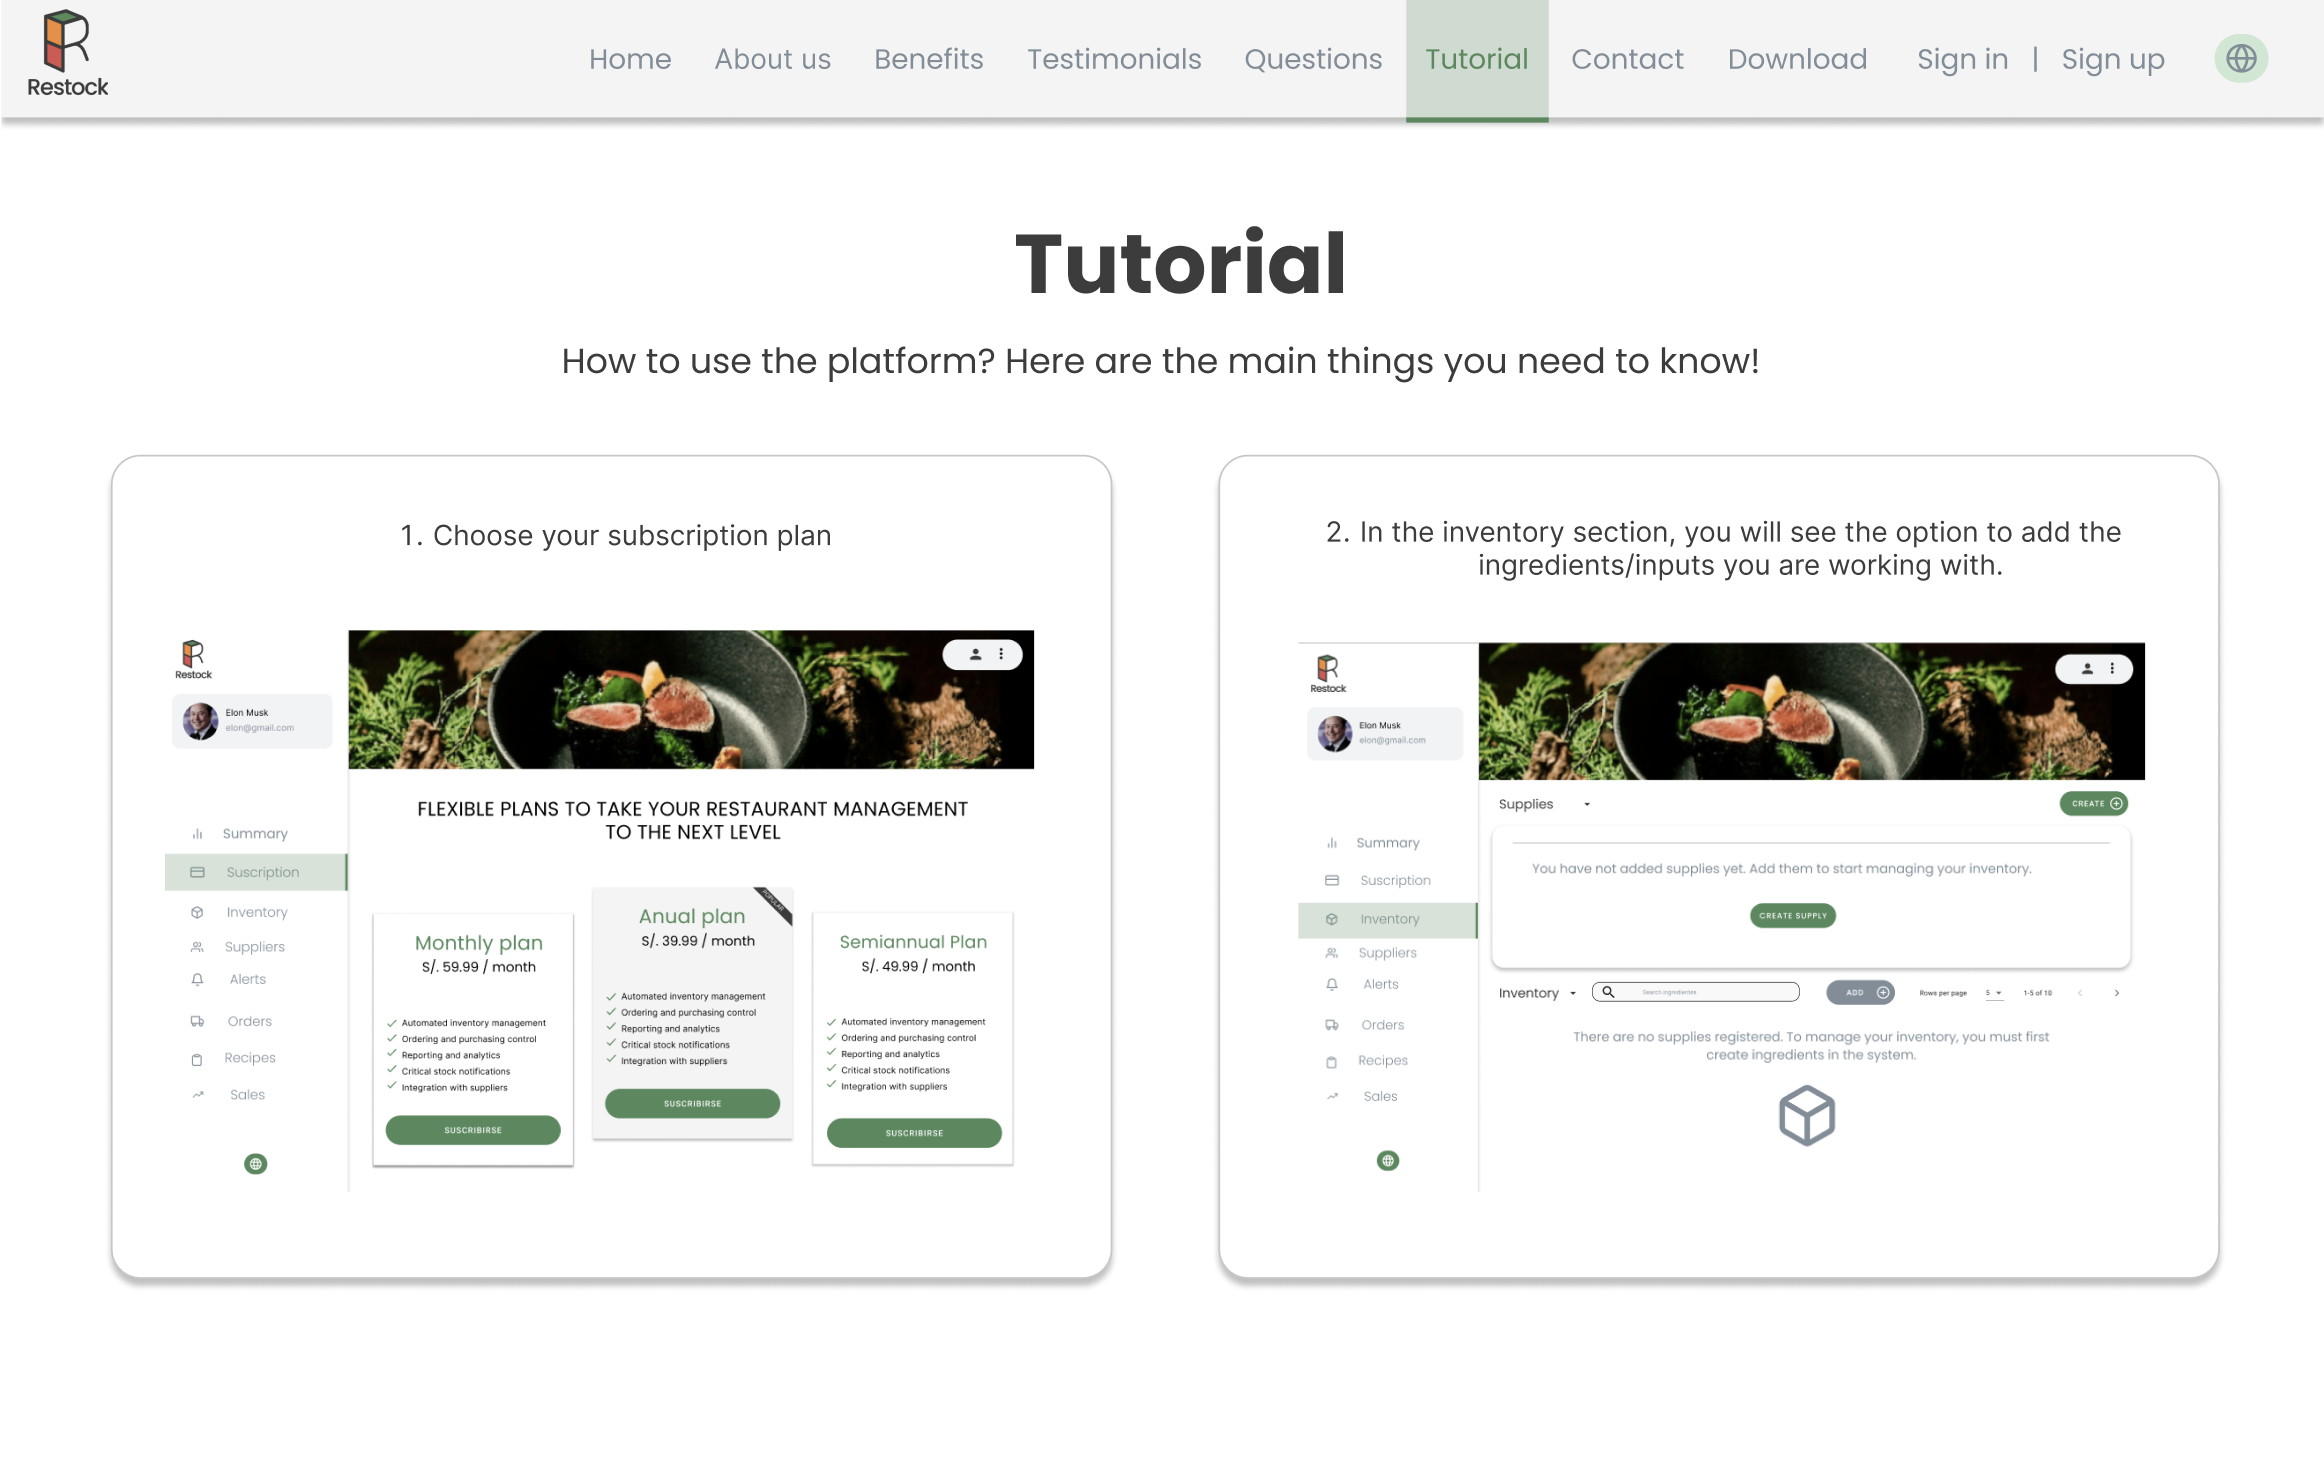 Restock
Home About us Benefits Testimonials Questions Tutorial Contact Download Sign in | Sign up
Tutorial
How to use the platform? Here are the main things you need to know!
1. Choose your subscription plan
Restock
Elon Musk
elon@gmail.com
Summary
Suscription
Inventory
Suppliers
Alerts
Orders
Recipes
Sales
FLEXIBLE PLANS TO TAKE YOUR RESTAURANT MANAGEMENT
TO THE NEXT LEVEL
Monthly plan
S/. 59.99 / month
Automated inventory management
Ordering and purchasing control
Reporting and analytics
Critical stock notifications
Integration with suppliers
SUSCRIBIRSE
POPULAR
Anual plan
S/. 39.99 / month
Automated inventory management
Ordering and purchasing control
Reporting and analytics
Critical stock notifications
Integration with suppliers
SUSCRIBIRSE
Semiannual Plan
S/. 49.99 / month
Automated inventory management
Ordering and purchasing control
Reporting and analytics
Critical stock notifications
Integration with suppliers
SUSCRIBIRSE
2. In the inventory section, you will see the option to add the
ingredients/inputs you are working with.
Restock
Elon Musk
elon@gmail.com
Summary
Suscription
Inventory
Suppliers
Alerts
Orders
Recipes
Sales
Supplies
CREATE
You have not added supplies yet. Add them to start managing your inventory.
CREATE SUPPLY
Inventory Search ingredientes ADD Rows per page 5 1-5 of 10
There are no supplies registered. To manage your inventory, you must first
create ingredients in the system.